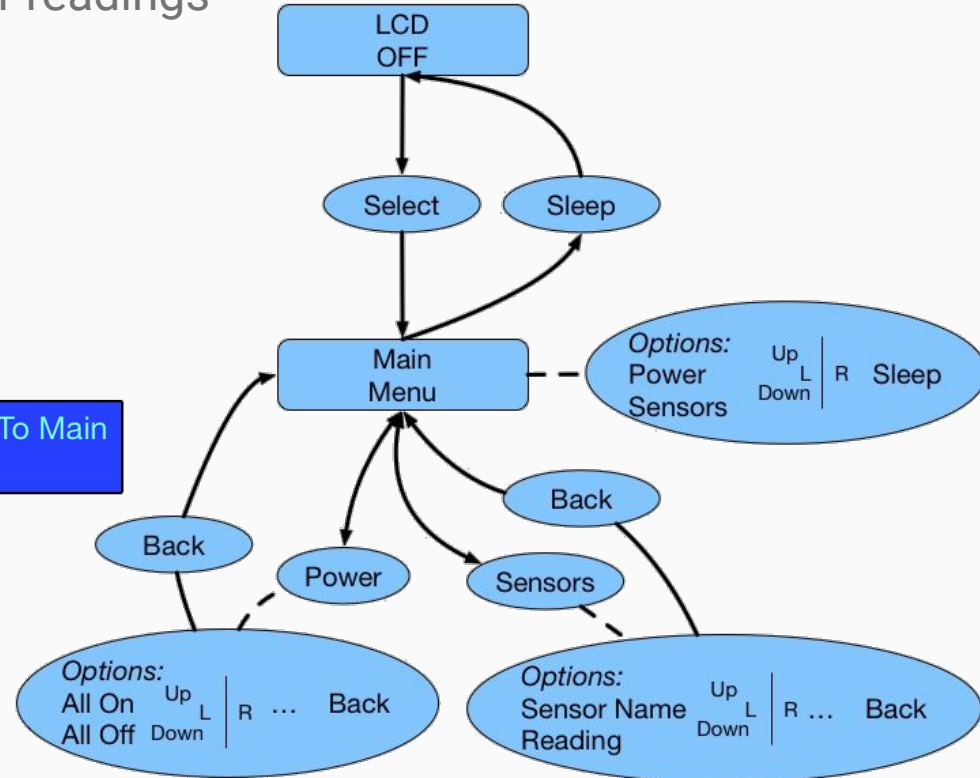 readings
LCD
OFF
Select
Sleep
Main
Menu
Options:
Power
Sensors
Up
L
Down
R
Sleep
To Main
Back
Back
Power
Sensors
Options:
All On
All Off
Up
L
Down
R
...
Back
Options:
Sensor Name
Reading
Up
L
Down
R
...
Back